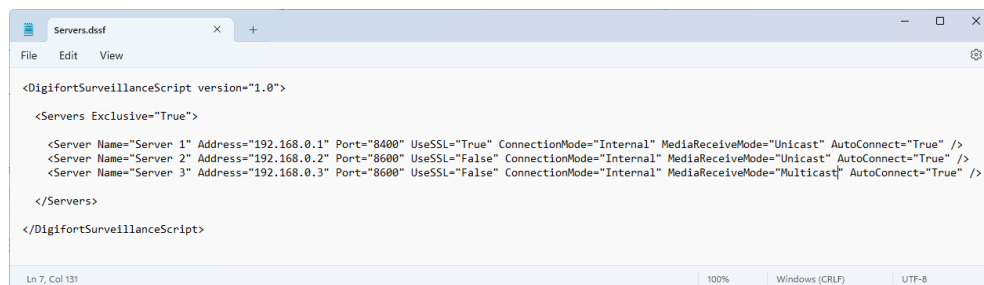 Servers.dssf
File Edit View
<DigifortSurveillanceScript version="1.0">
<Servers Exclusive="True">
<Server Name="Server 1" Address="192.168.0.1" Port="8400" UseSSL="True" ConnectionMode="Internal" MediaReceiveMode="Unicast" AutoConnect="True" />
<Server Name="Server 2" Address="192.168.0.2" Port="8600" UseSSL="False" ConnectionMode="Internal" MediaReceiveMode="Unicast" AutoConnect="True" />
<Server Name="Server 3" Address="192.168.0.3" Port="8600" UseSSL="False" ConnectionMode="Internal" MediaReceiveMode="Multicast" AutoConnect="True" />
</Servers>
</DigifortSurveillanceScript>
Ln 7, Col 131 100% Windows (CRLF) UTF-8